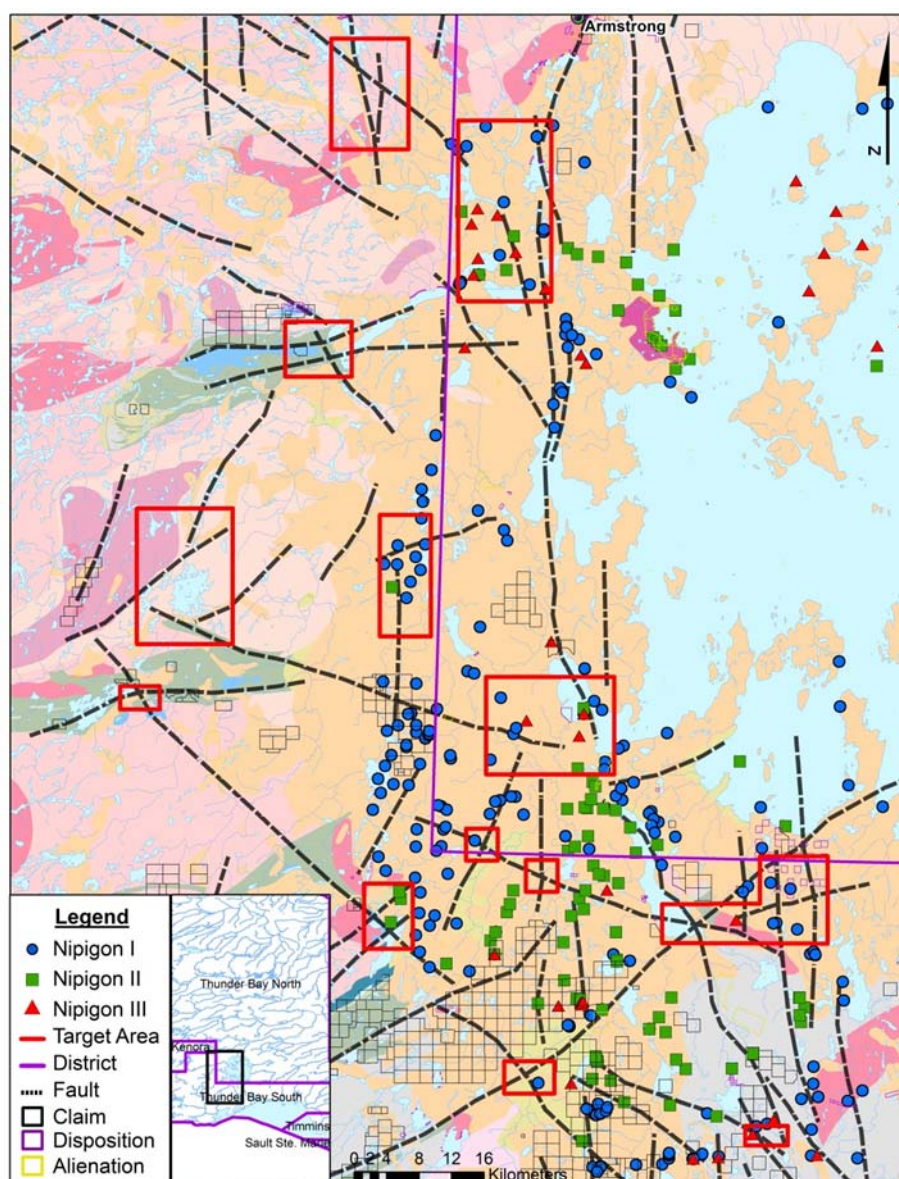 Armstrong
N
Legend
Nipigon I
Nipigon II
Nipigon III
Target Area
District
Fault
Claim
Disposition
Alienation
Thunder Bay North
Kenora
Thunder Bay South
Timmins
Sault Ste. Marie
0 2 4 8 12 16
Kilometers